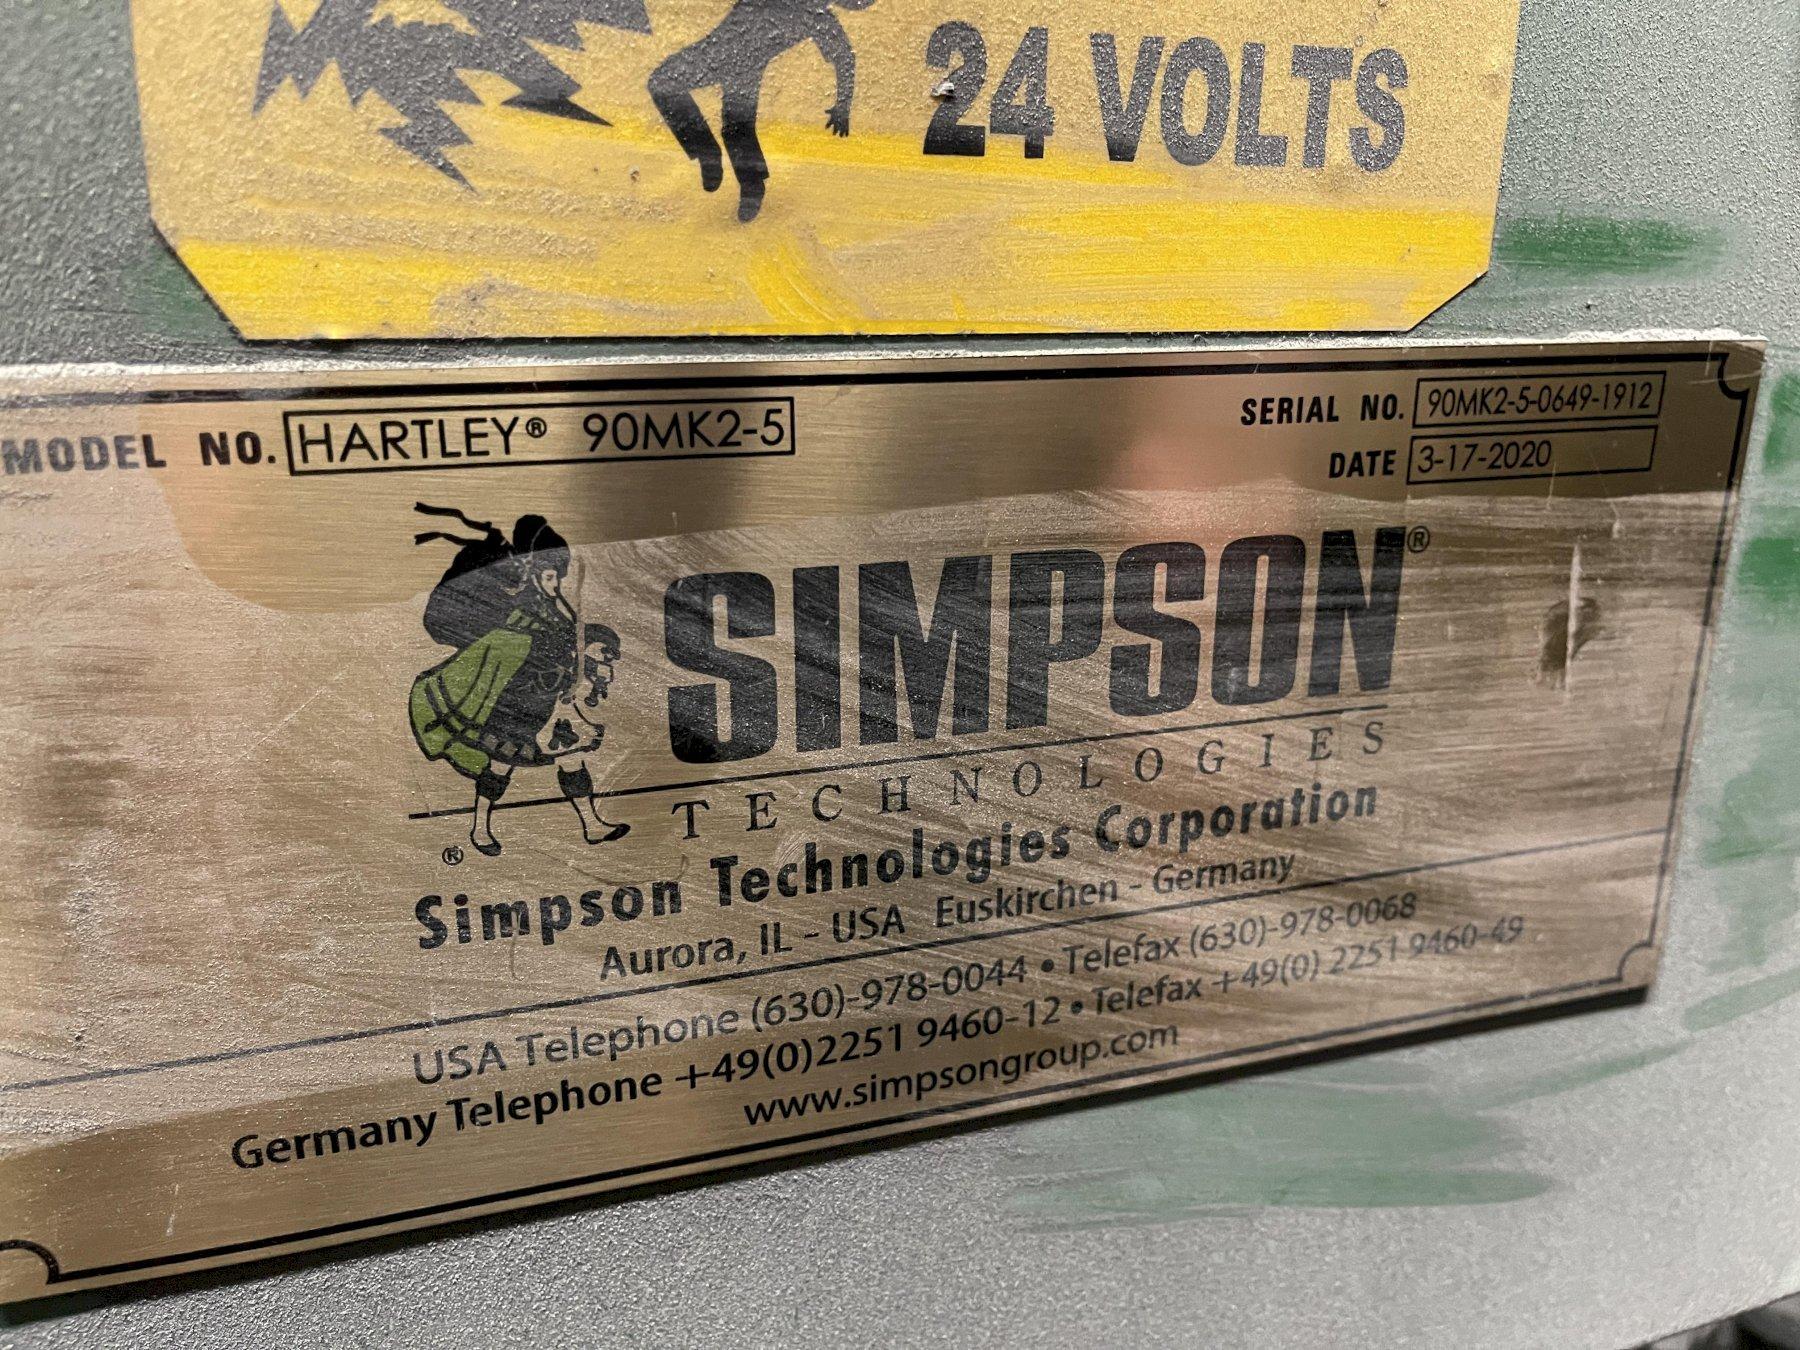 24 VOLTS
MODEL NO. HARTLEY® 90MK2-5
SERIAL NO. 90MK2-5-0649-1912
DATE 3-17-2020
SIMPSON®
TECHNOLOGIES
®
Simpson Technologies Corporation
Aurora, IL - USA Euskirchen - Germany
USA Telephone (630)-978-0044 • Telefax (630)-978-0068
Germany Telephone +49(0)2251 9460-12 • Telefax +49(0) 2251 9460-49
www.simpsongroup.com